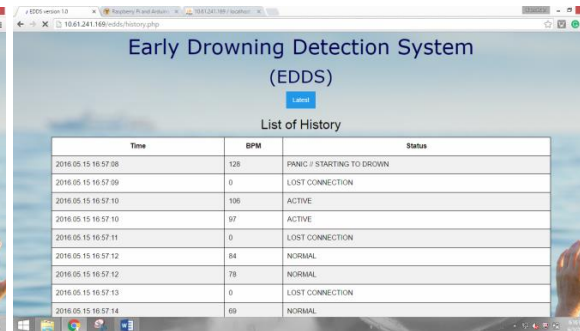 EDDS version 1.0
Raspberry Pi and Arduin
10.61.241.169 / localhost
10.61.241.169/edds/history.php
Early Drowning Detection System
(EDDS)
Latest
List of History
Time BPM Status
2016.05.15 16:57:08 128 PANIC // STARTING TO DROWN
2016.05.15 16:57:09 0 LOST CONNECTION
2016.05.15 16:57:10 106 ACTIVE
2016.05.15 16:57:10 97 ACTIVE
2016.05.15 16:57:11 0 LOST CONNECTION
2016.05.15 16:57:12 84 NORMAL
2016.05.15 16:57:12 78 NORMAL
2016.05.15 16:57:13 0 LOST CONNECTION
2016.05.15 16:57:14 69 NORMAL